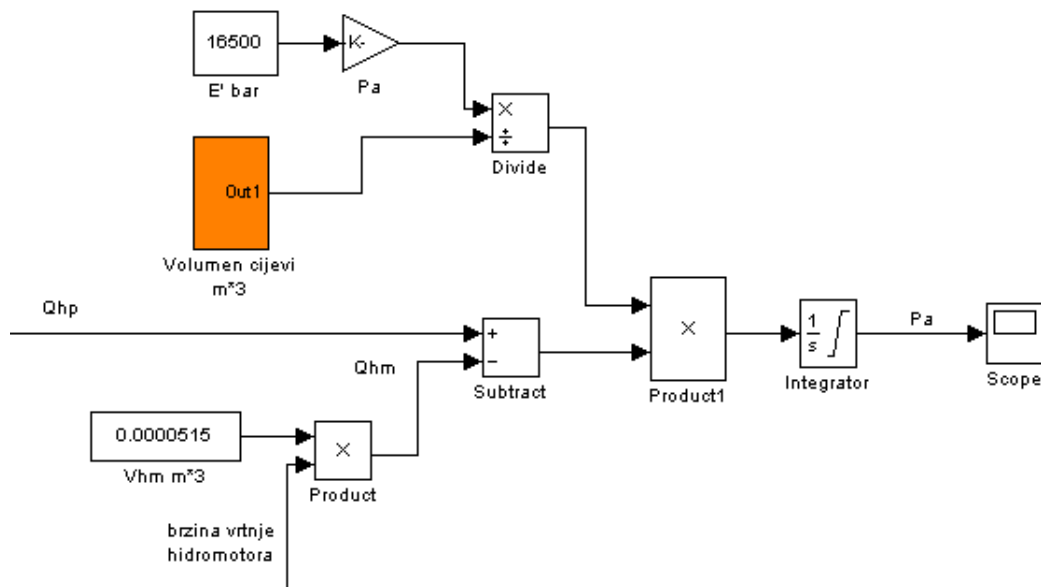 16500
K-
E' bar
Pa
×
÷
Divide
Out1
Volumen cijevi
m*3
Qhp
+
−
Subtract
Qhm
×
Product1
1
s
Integrator
Pa
Scope
0.0000515
Vhm m*3
×
Product
brzina vrtnje
hidromotora